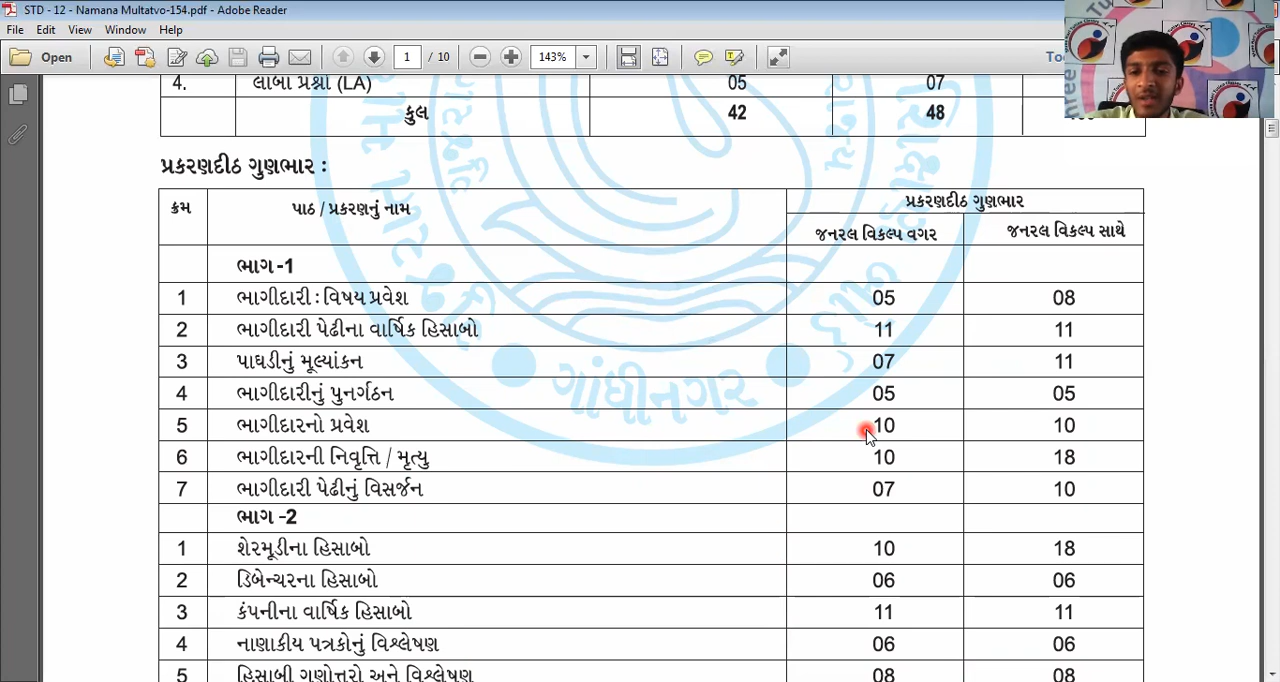 STD - 12 - Namana Multatvo-154.pdf - Adobe Reader
File Edit View Window Help
Open 1 / 10 143%
4. લાંબા પ્રશ્નો (LA) 05 07
કુલ 42 48
પ્રકરણદીઠ ગુણભાર :
ક્રમ પાઠ / પ્રકરણનું નામ પ્રકરણદીઠ ગુણભાર
જનરલ વિકલ્પ વગર જનરલ વિકલ્પ સાથે
ભાગ -1
1 ભાગીદારી : વિષય પ્રવેશ 05 08
2 ભાગીદારી પેઢીના વાર્ષિક હિસાબો 11 11
3 પાઘડીનું મૂલ્યાંકન 07 11
4 ભાગીદારીનું પુનર્ગઠન 05 05
5 ભાગીદારનો પ્રવેશ 10 10
6 ભાગીદારની નિવૃત્તિ / મૃત્યુ 10 18
7 ભાગીદારી પેઢીનું વિસર્જન 07 10
ભાગ -2
1 શેરમૂડીના હિસાબો 10 18
2 ડિબેન્ચરના હિસાબો 06 06
3 કંપનીના વાર્ષિક હિસાબો 11 11
4 નાણાકીય પત્રકોનું વિશ્લેષણ 06 06
5 હિસાબી ગુણોત્તરો અને વિશ્લેષણ 08 08
ગાંધીનગર